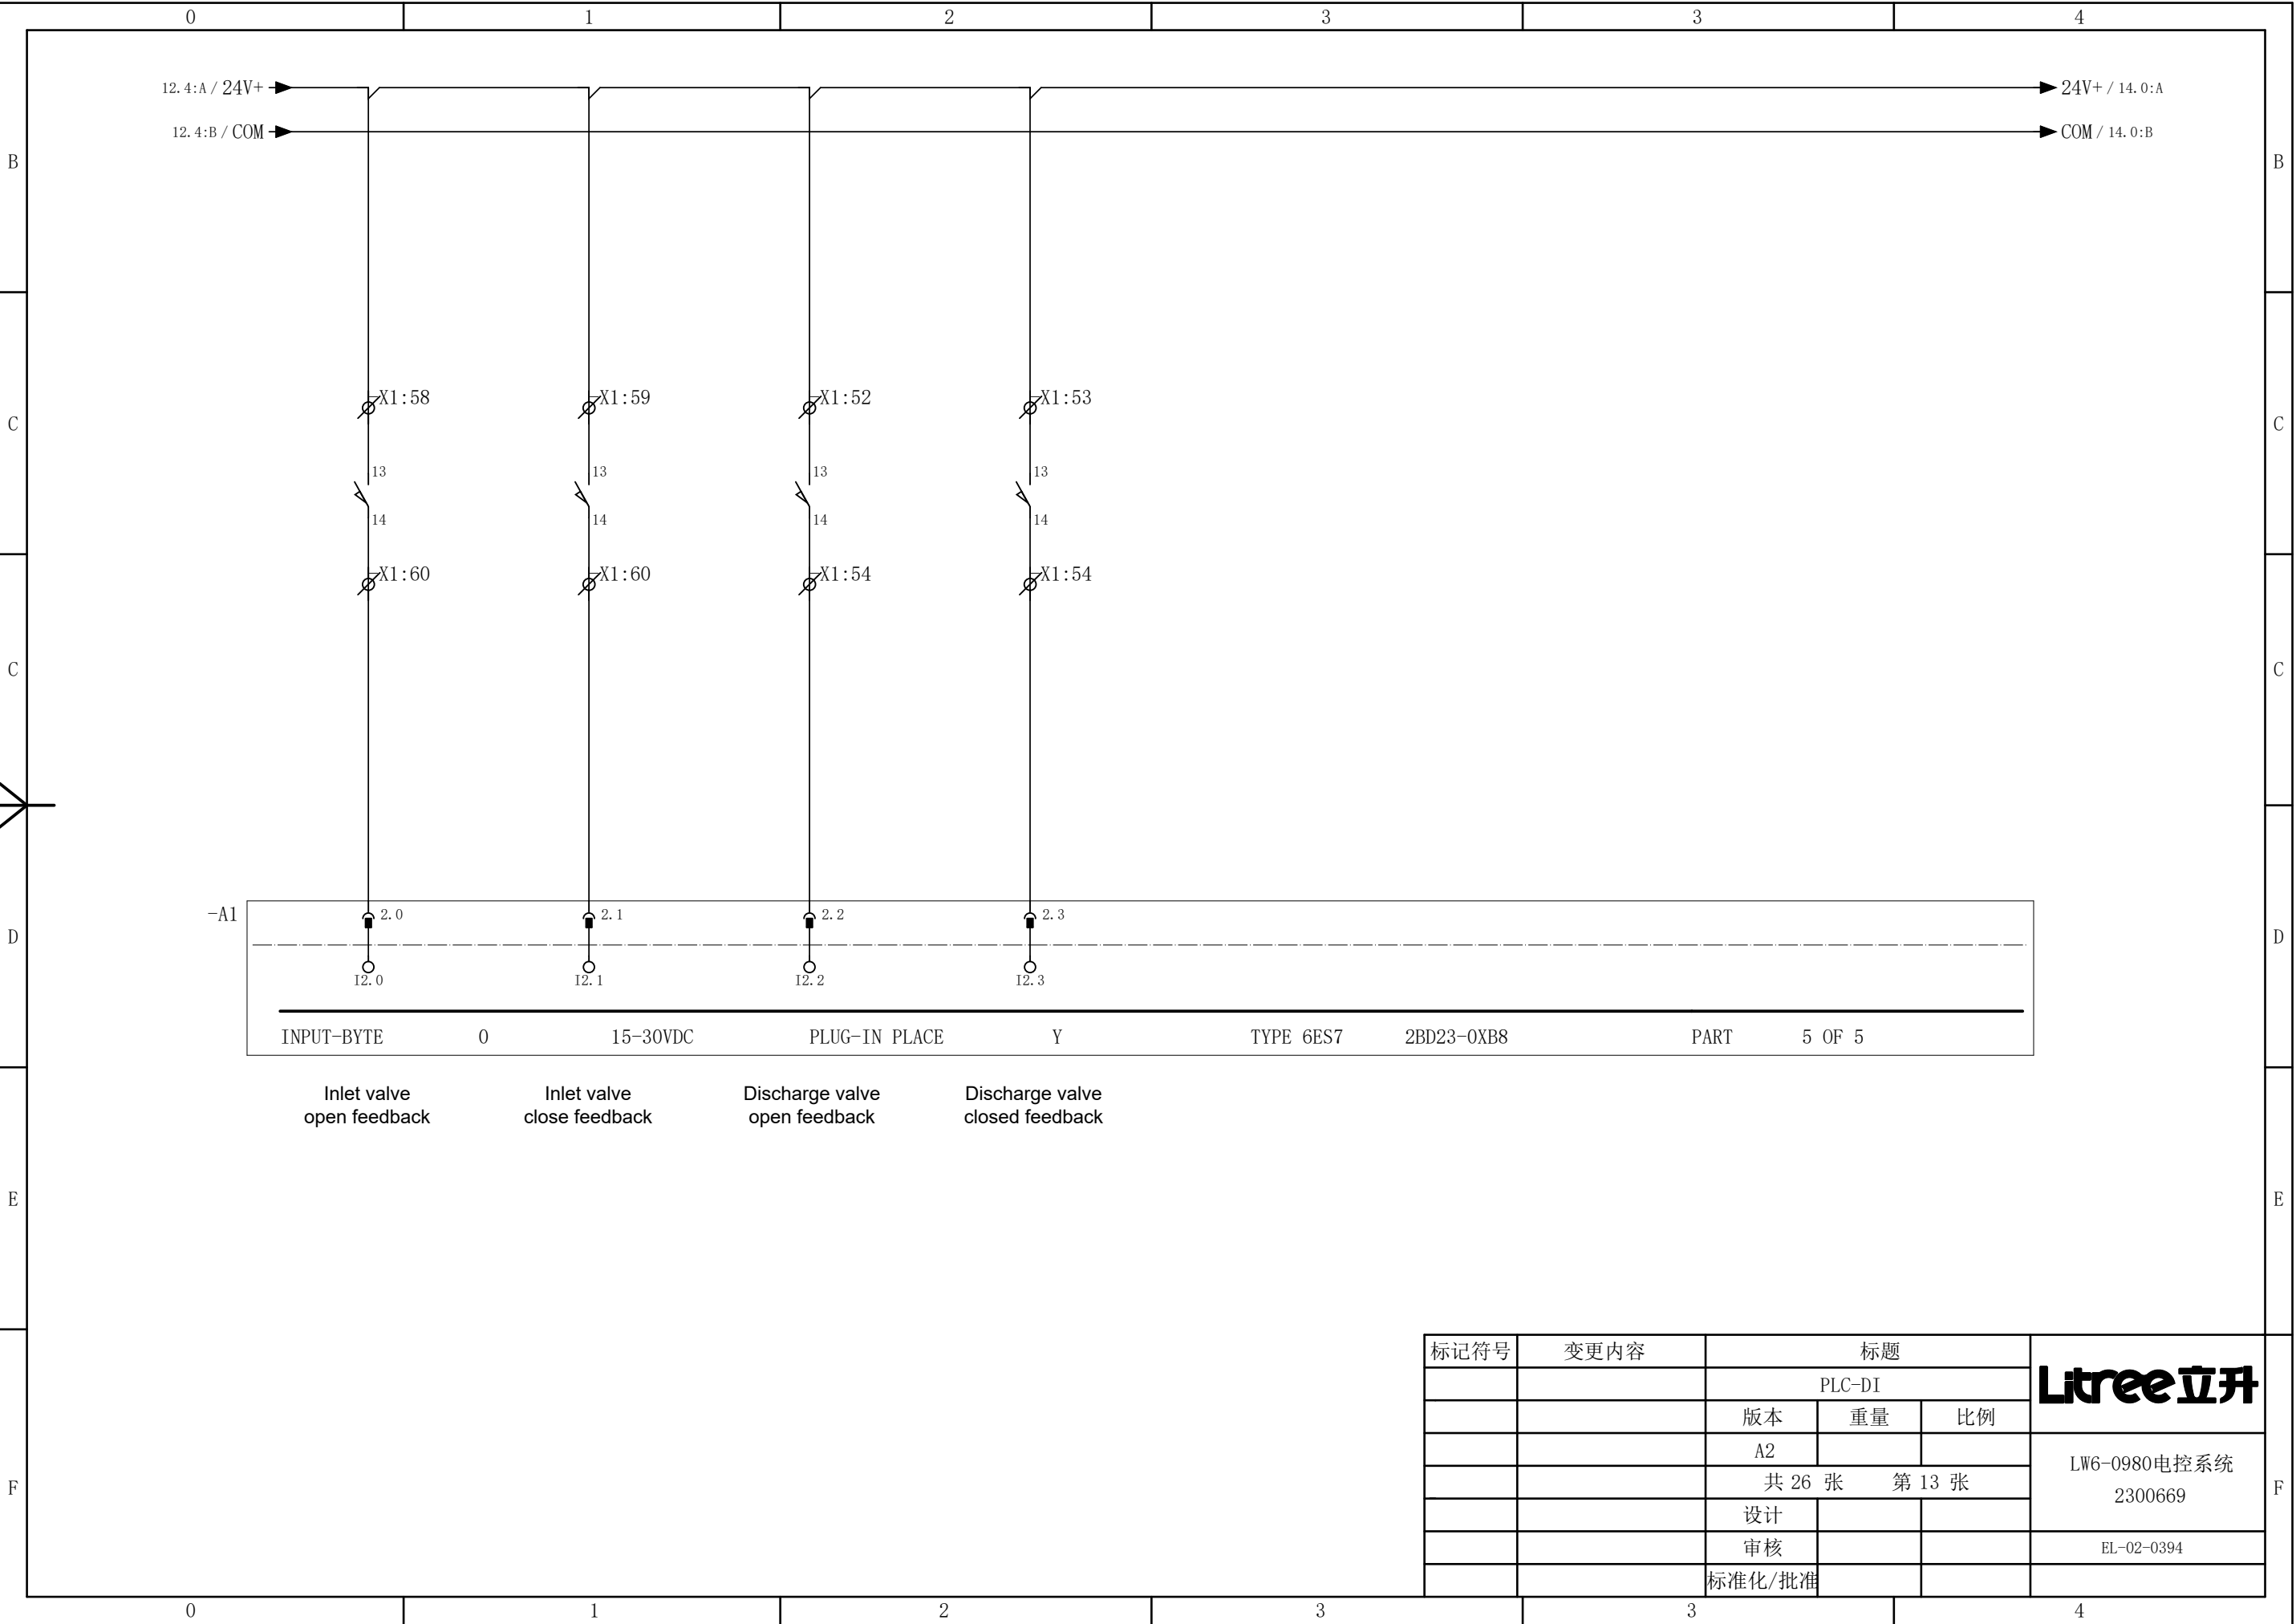 0 1 2 3 3 4
12.4:A / 24V+ 24V+ / 14.0:A
12.4:B / COM COM / 14.0:B
B B
X1:58 X1:59 X1:52 X1:53
C C
13 13 13 13
14 14 14 14
X1:60 X1:60 X1:54 X1:54
C C
-A1 2.0 2.1 2.2 2.3
D D
I2.0 I2.1 I2.2 I2.3
INPUT-BYTE 0 15-30VDC PLUG-IN PLACE Y TYPE 6ES7 2BD23-0XB8 PART 5 OF 5
Inlet valve Inlet valve Discharge valve Discharge valve
open feedback close feedback open feedback closed feedback
E E
标记符号 变更内容 标题
Litree立升
PLC-DI
版本 重量 比例
A2
LW6-0980电控系统
共 26 张 第 13 张
2300669
F F
设计
审核 EL-02-0394
标准化/批准
0 1 2 3 3 4